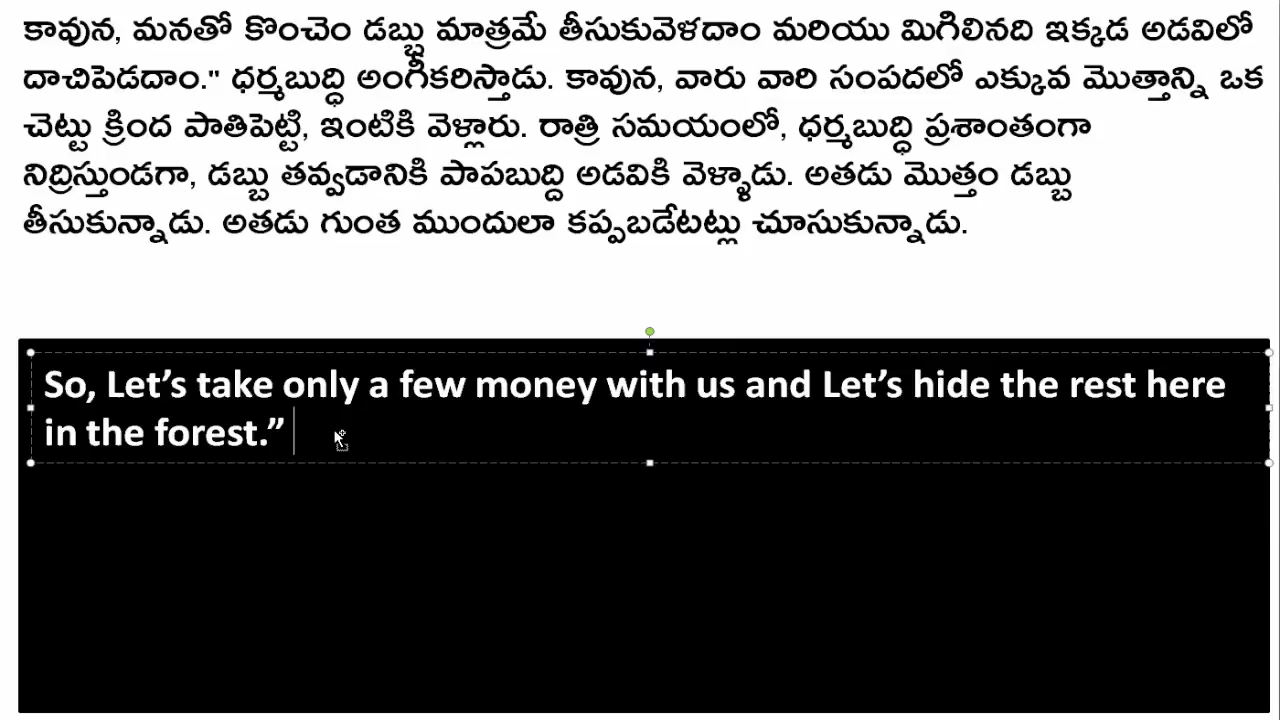 కావున, మనతో కొంచెం డబ్బు మాత్రమే తీసుకువెళదాం మరియు మిగిలినది ఇక్కడ అడవిలో
దాచిపెడదాం." ధర్మబుద్ధి అంగీకరిస్తాడు. కావున, వారు వారి సంపదలో ఎక్కువ మొత్తాన్ని ఒక
చెట్టు క్రింద పాతిపెట్టి, ఇంటికి వెళ్లారు. రాత్రి సమయంలో, ధర్మబుద్ధి ప్రశాంతంగా
నిద్రిస్తుండగా, డబ్బు తవ్వడానికి పాపబుద్ది అడవికి వెళ్ళాడు. అతడు మొత్తం డబ్బు
తీసుకున్నాడు. అతడు గుంత ముందులా కప్పబడేటట్లు చూసుకున్నాడు.
So, Let’s take only a few money with us and Let’s hide the rest here
in the forest.”